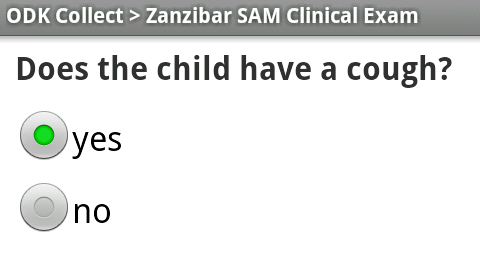 ODK Collect > Zanzibar SAM Clinical Exam
Does the child have a cough?
yes
no